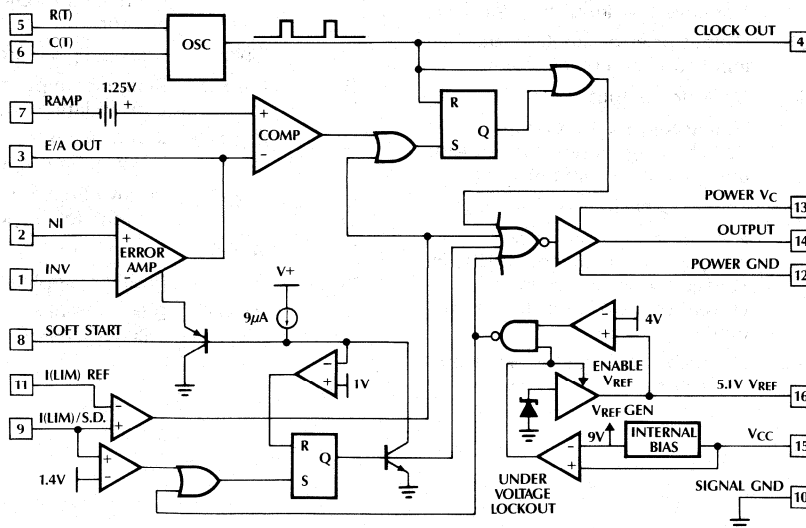 5 R(T)
6 C(T)
OSC
CLOCK OUT 4
7 RAMP 1.25V +
3 E/A OUT
+ COMP −
R Q S
2 NI
1 INV
+ ERROR AMP −
POWER VC 13
OUTPUT 14
POWER GND 12
V+
9µA
8 SOFT START
− + 1V
− + 4V
ENABLE VREF
5.1V VREF 16
11 I(LIM) REF
9 I(LIM)/S.D.
− +
+ − 1.4V
R Q S
VREF GEN
9V
INTERNAL BIAS
VCC 15
− +
UNDER VOLTAGE LOCKOUT
SIGNAL GND 10